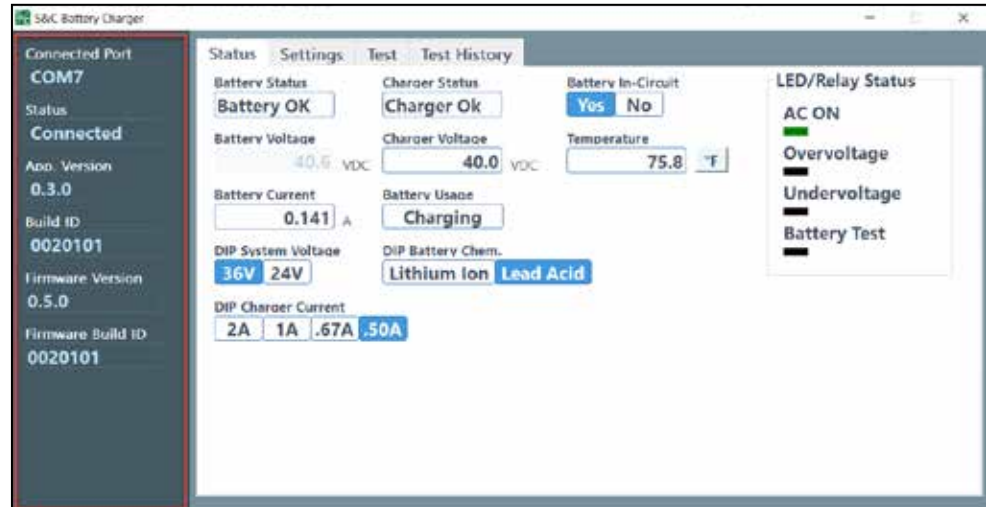 S&C Battery Charger
Connected Port
COM7
Status
Connected
App. Version
0.3.0
Build ID
0020101
Firmware Version
0.5.0
Firmware Build ID
0020101
Status Settings Test Test History
Battery Status Charger Status Battery In-Circuit
Battery OK Charger Ok Yes No
Battery Voltage Charger Voltage Temperature
40.6 VDC 40.0 VDC 75.8 °F
Battery Current Battery Usage
0.141 A Charging
DIP System Voltage DIP Battery Chem.
36V 24V Lithium Ion Lead Acid
DIP Charger Current
2A 1A .67A .50A
LED/Relay Status
AC ON
Overvoltage
Undervoltage
Battery Test